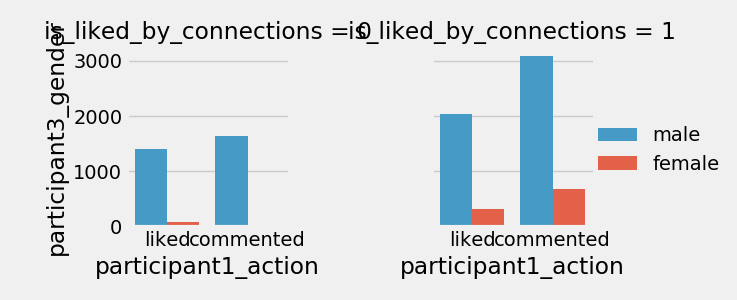 is_liked_by_connections = 0
is_liked_by_connections = 1
participant3_gender
3000
2000
1000
0
liked
commented
liked
commented
participant1_action
participant1_action
male
female